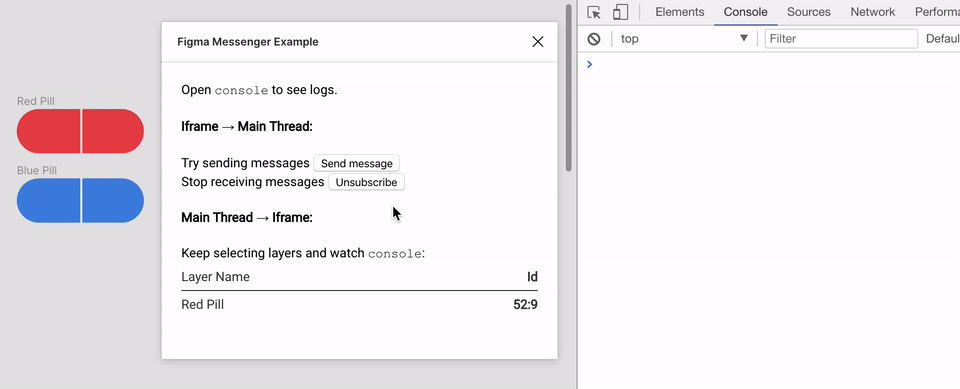 Red Pill
Blue Pill
Figma Messenger Example
Open console to see logs.
Iframe → Main Thread:
Try sending messages Send message
Stop receiving messages Unsubscribe
Main Thread → Iframe:
Keep selecting layers and watch console:
Layer Name Id
Red Pill 52:9
Elements Console Sources Network Performa
top Filter Defaul